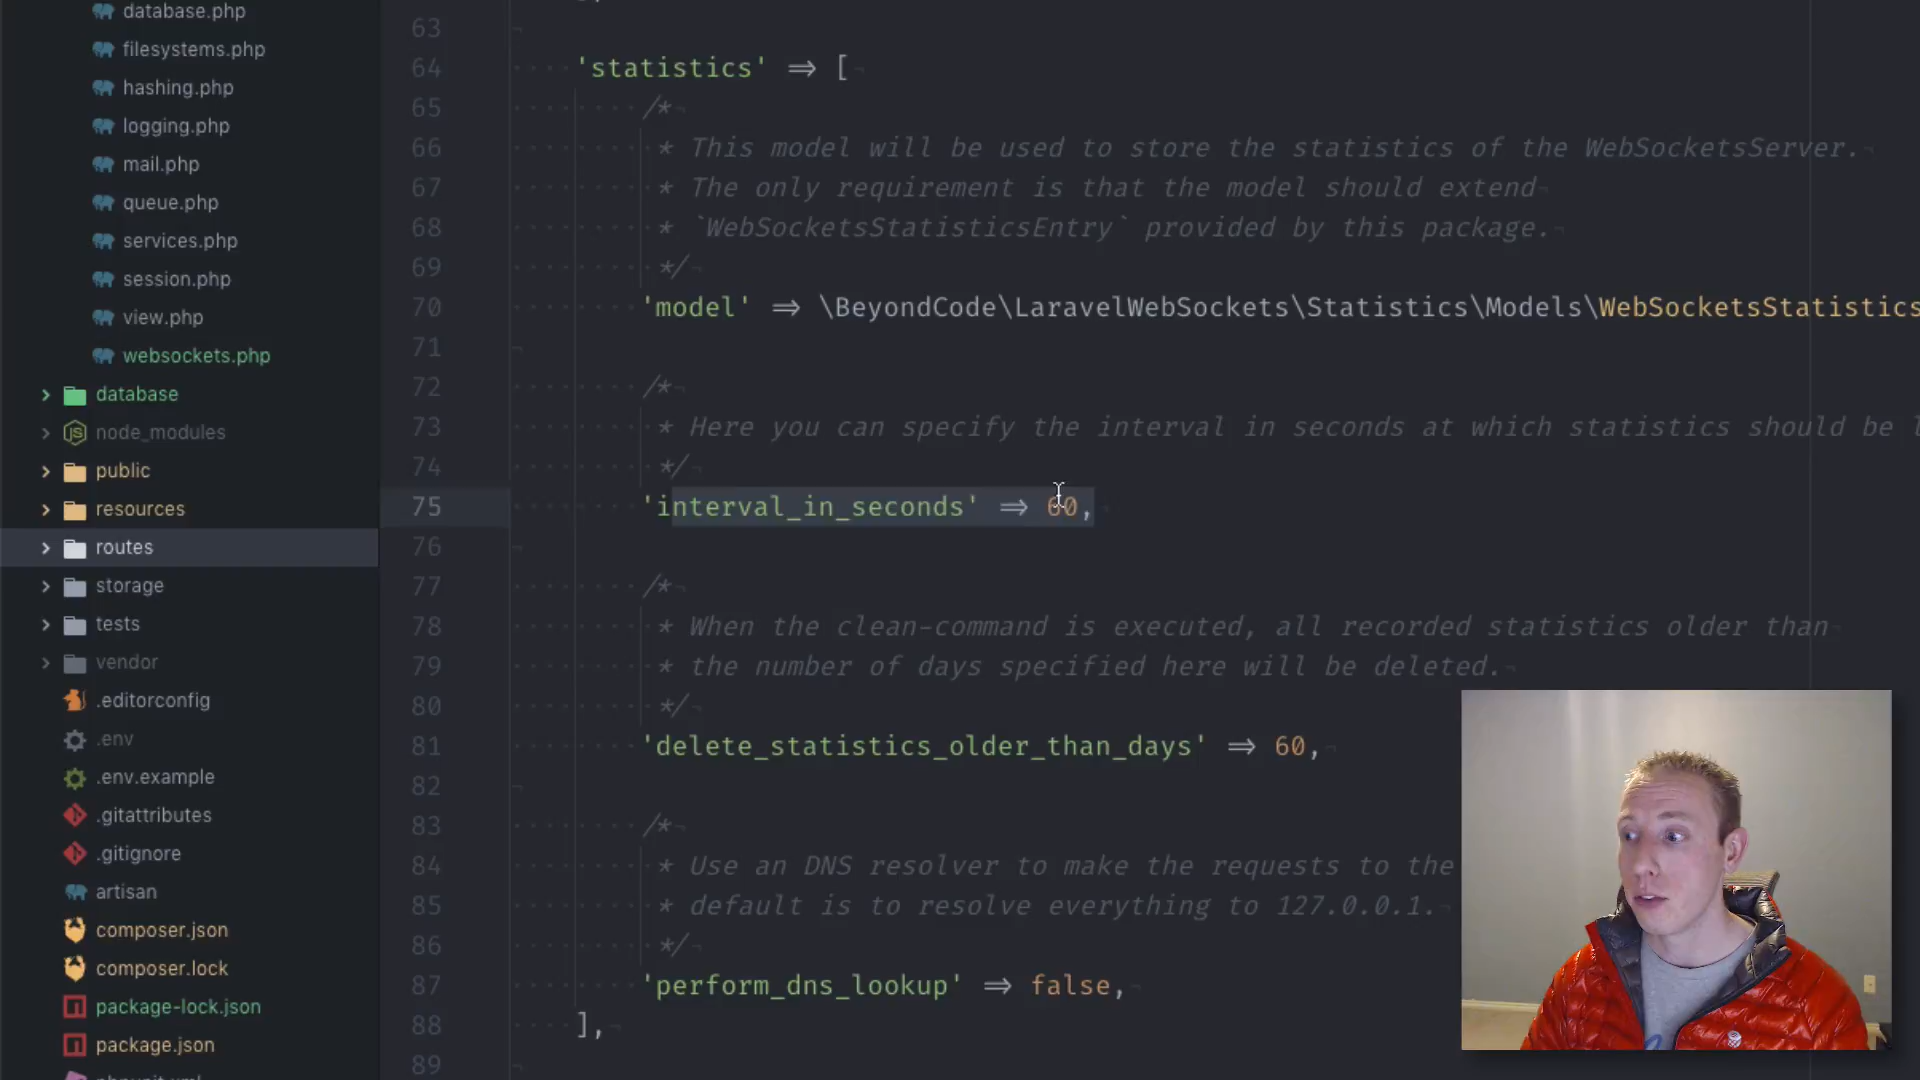 database.php
filesystems.php
hashing.php
logging.php
mail.php
queue.php
services.php
session.php
view.php
websockets.php
database
node_modules
public
resources
routes
storage
tests
vendor
.editorconfig
.env
.env.example
.gitattributes
.gitignore
artisan
composer.json
composer.lock
package-lock.json
package.json
63
64 'statistics' => [
65 /*
66 * This model will be used to store the statistics of the WebSocketsServer.
67 * The only requirement is that the model should extend
68 * `WebSocketsStatisticsEntry` provided by this package.
69 */
70 'model' => \BeyondCode\LaravelWebSockets\Statistics\Models\WebSocketsStatistics
71
72 /*
73 * Here you can specify the interval in seconds at which statistics should be
74 */
75 'interval_in_seconds' => 60,
76
77 /*
78 * When the clean-command is executed, all recorded statistics older than
79 * the number of days specified here will be deleted.
80 */
81 'delete_statistics_older_than_days' => 60,
82
83 /*
84 * Use an DNS resolver to make the requests to the
85 * default is to resolve everything to 127.0.0.1.
86 */
87 'perform_dns_lookup' => false,
88 ],
89